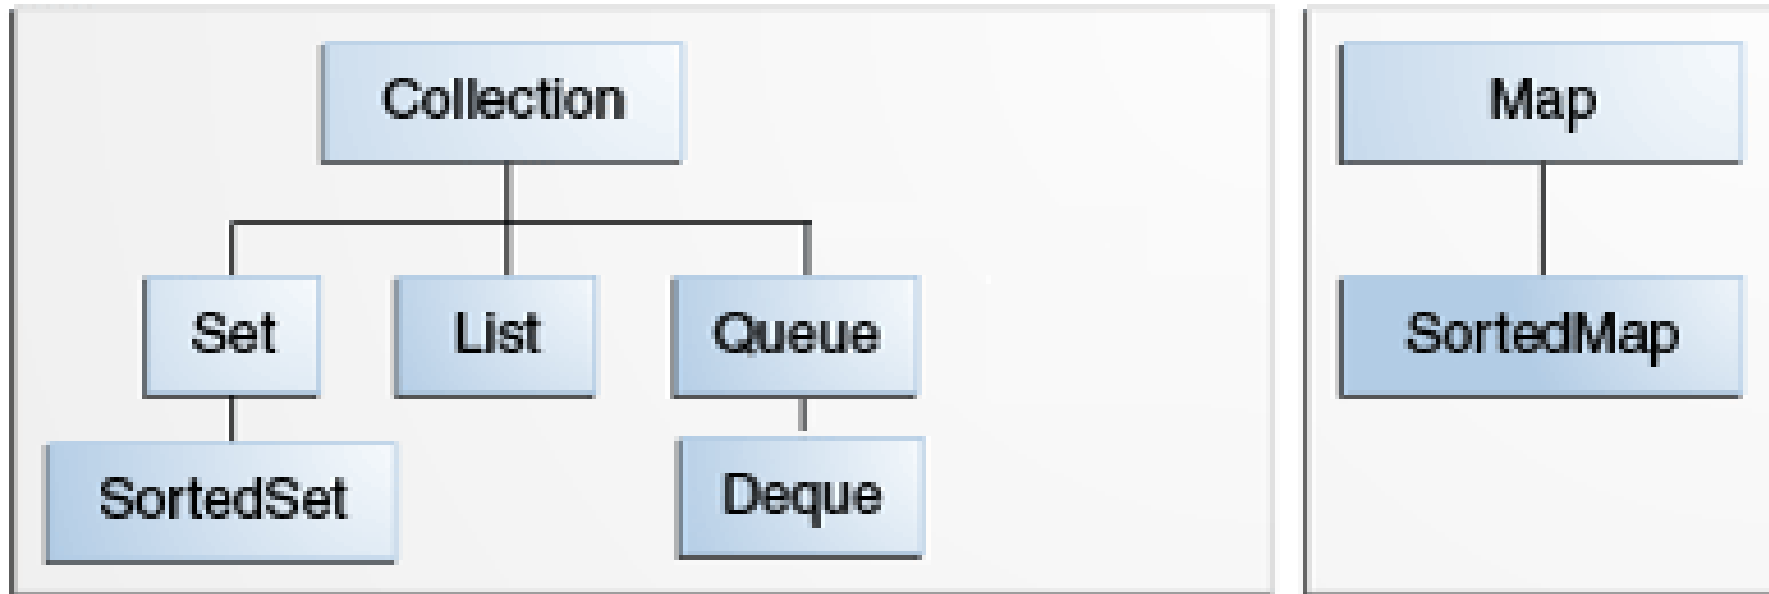 Collection
Map
Set
List
Queue
SortedMap
SortedSet
Deque